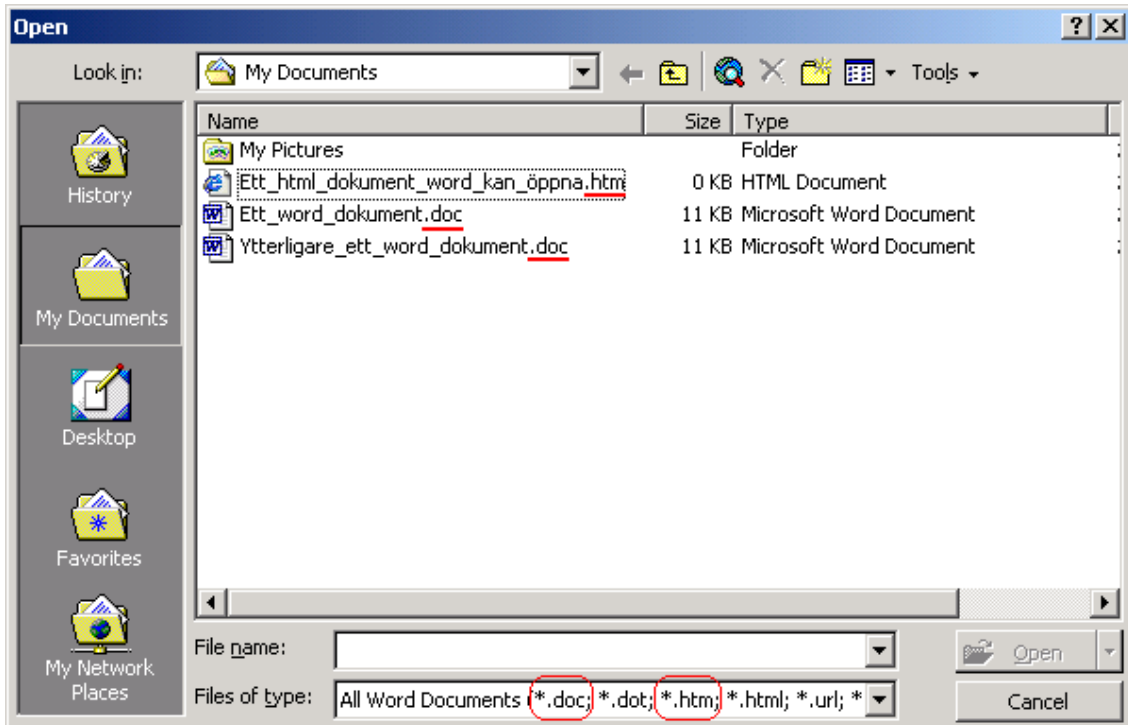 Open
Look in:
My Documents
Tools
History
My Documents
Desktop
Favorites
My Network
Places
Name Size Type
My Pictures Folder
Ett_html_dokument_word_kan_öppna.htm 0 KB HTML Document
Ett_word_dokument.doc 11 KB Microsoft Word Document
Ytterligare_ett_word_dokument.doc 11 KB Microsoft Word Document
File name:
Open
Files of type: All Word Documents (*.doc; *.dot; *.htm; *.html; *.url; *
Cancel